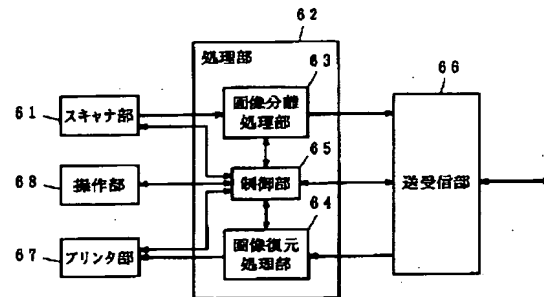 62
処理部
63
66
61
スキャナ部
画像分離
処理部
65
68
操作部
制御部
送受信部
64
67
プリンタ部
画像復元
処理部